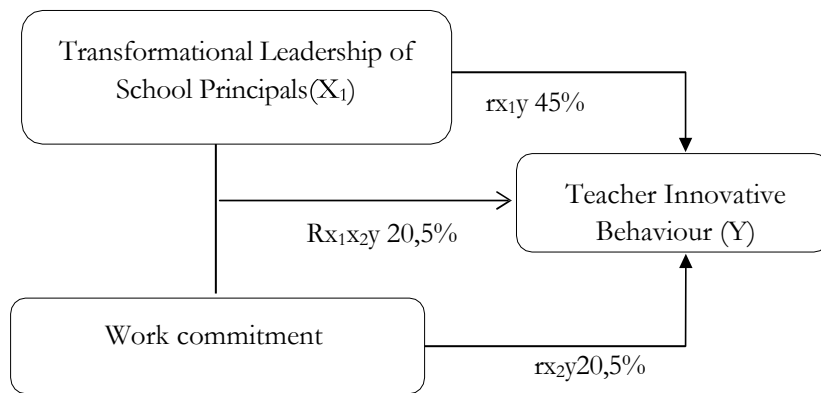 Transformational Leadership of
School Principals(X₁)
rx₁y 45%
Teacher Innovative
Behaviour (Y)
Rx₁x₂y 20,5%
Work commitment
rx₂y20,5%